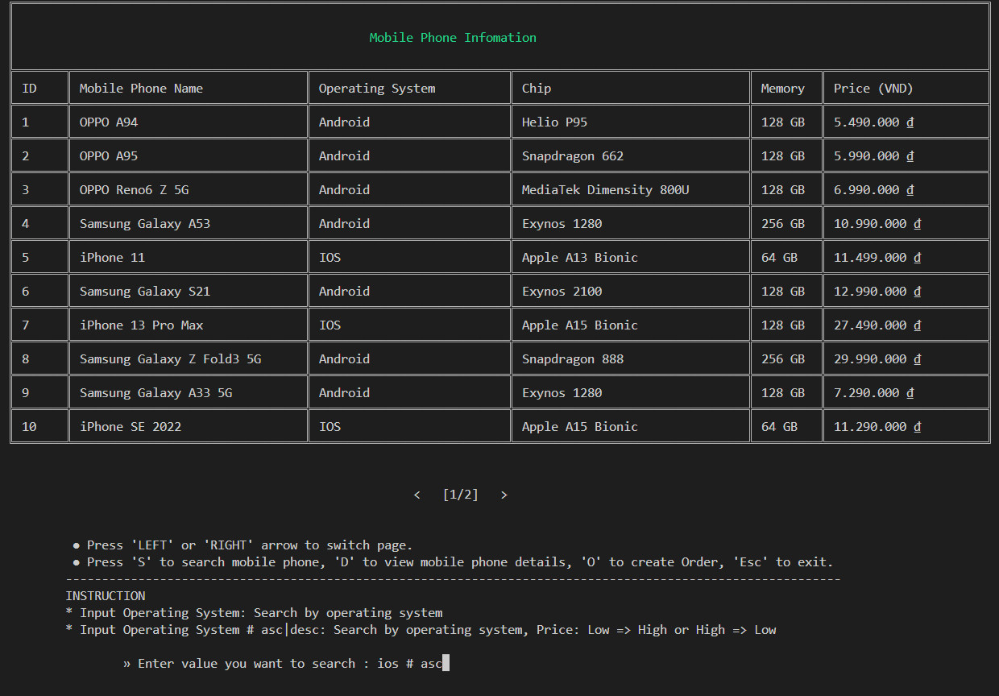 Mobile Phone Infomation
ID Mobile Phone Name Operating System Chip Memory Price (VND)
1 OPPO A94 Android Helio P95 128 GB 5.490.000 ₫
2 OPPO A95 Android Snapdragon 662 128 GB 5.990.000 ₫
3 OPPO Reno6 Z 5G Android MediaTek Dimensity 800U 128 GB 6.990.000 ₫
4 Samsung Galaxy A53 Android Exynos 1280 256 GB 10.990.000 ₫
5 iPhone 11 IOS Apple A13 Bionic 64 GB 11.499.000 ₫
6 Samsung Galaxy S21 Android Exynos 2100 128 GB 12.990.000 ₫
7 iPhone 13 Pro Max IOS Apple A15 Bionic 128 GB 27.490.000 ₫
8 Samsung Galaxy Z Fold3 5G Android Snapdragon 888 256 GB 29.990.000 ₫
9 Samsung Galaxy A33 5G Android Exynos 1280 128 GB 7.290.000 ₫
10 iPhone SE 2022 IOS Apple A15 Bionic 64 GB 11.290.000 ₫
< [1/2] >
● Press 'LEFT' or 'RIGHT' arrow to switch page.
● Press 'S' to search mobile phone, 'D' to view mobile phone details, 'O' to create Order, 'Esc' to exit.
-----------------------------------------------------------------------------------------------------------
INSTRUCTION
* Input Operating System: Search by operating system
* Input Operating System # asc|desc: Search by operating system, Price: Low => High or High => Low
» Enter value you want to search : ios # asc